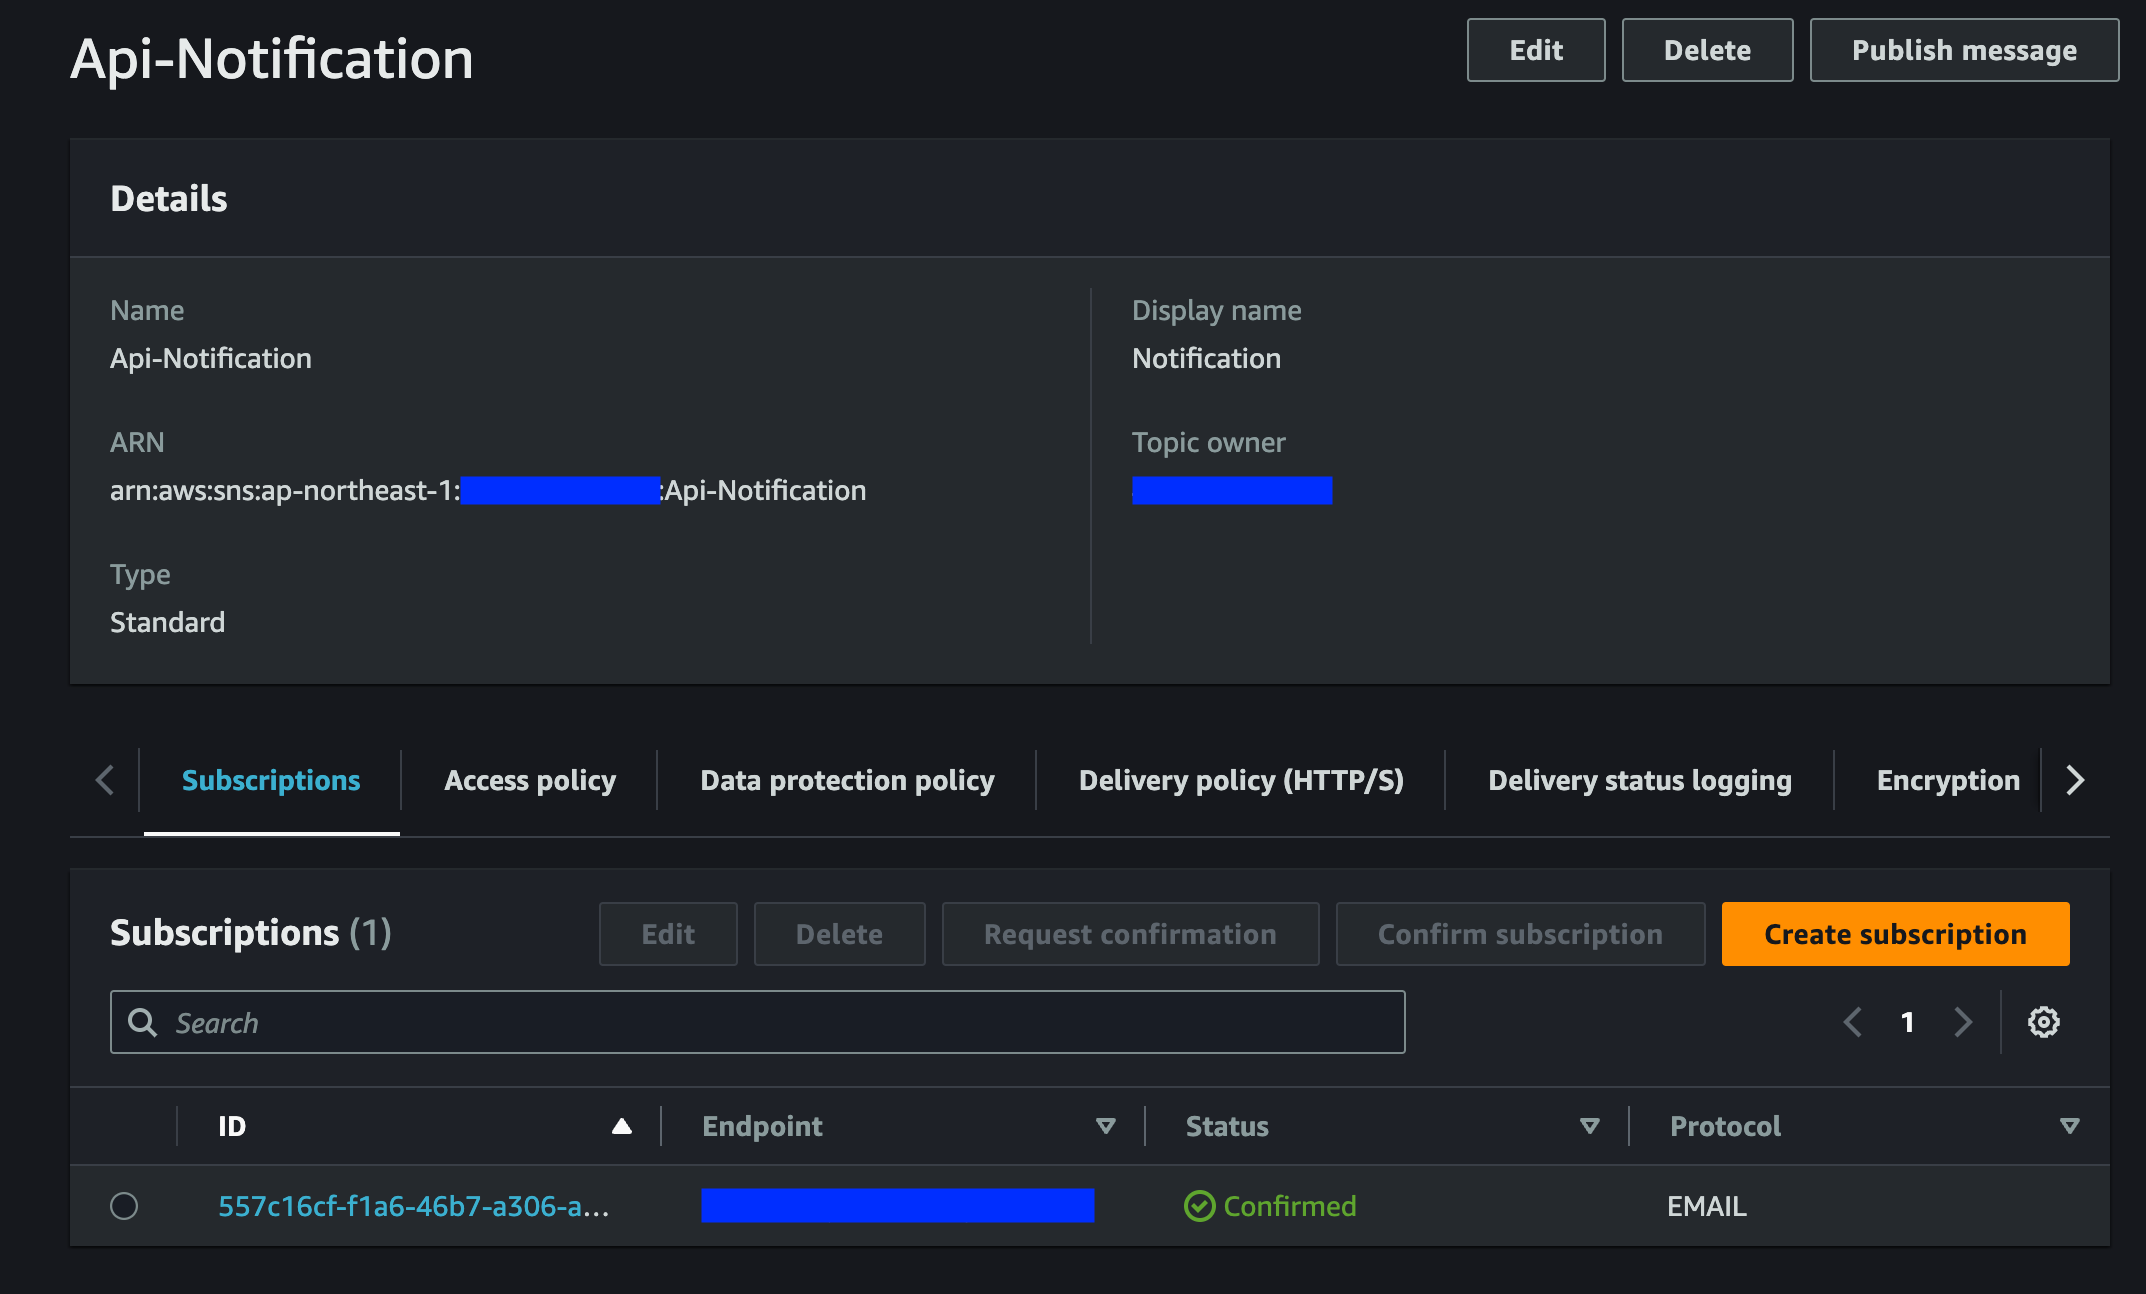 Api-Notification
Edit
Delete
Publish message
Details
Name
Api-Notification
Display name
Notification
ARN
arn:aws:sns:ap-northeast-1:
:Api-Notification
Topic owner
Type
Standard
Subscriptions
Access policy
Data protection policy
Delivery policy (HTTP/S)
Delivery status logging
Encryption
Subscriptions (1)
Edit
Delete
Request confirmation
Confirm subscription
Create subscription
Search
1
ID
Endpoint
Status
Protocol
557c16cf-f1a6-46b7-a306-a...
Confirmed
EMAIL